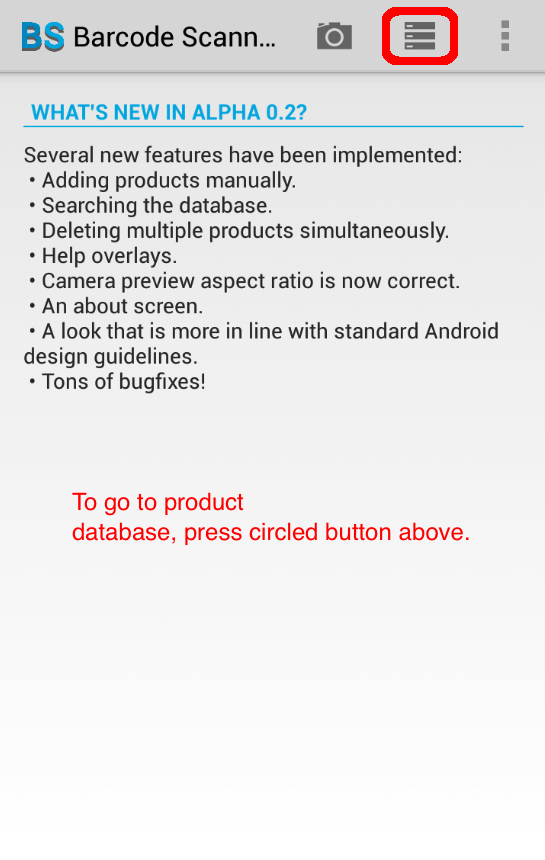 BS Barcode Scann...
WHAT'S NEW IN ALPHA 0.2?
Several new features have been implemented:
• Adding products manually.
• Searching the database.
• Deleting multiple products simultaneously.
• Help overlays.
• Camera preview aspect ratio is now correct.
• An about screen.
• A look that is more in line with standard Android
design guidelines.
• Tons of bugfixes!
To go to product
database, press circled button above.